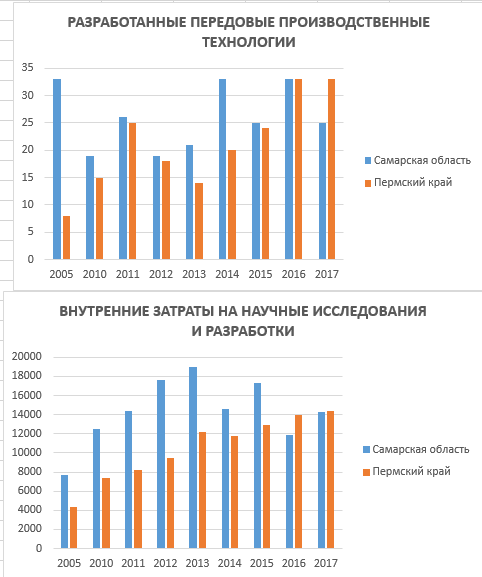 РАЗРАБОТАННЫЕ ПЕРЕДОВЫЕ ПРОИЗВОДСТВЕННЫЕ
ТЕХНОЛОГИИ
35
30
25
20
15
10
5
0
2005 2010 2011 2012 2013 2014 2015 2016 2017
Самарская область
Пермский край
ВНУТРЕННИЕ ЗАТРАТЫ НА НАУЧНЫЕ ИССЛЕДОВАНИЯ
И РАЗРАБОТКИ
20000
18000
16000
14000
12000
10000
8000
6000
4000
2000
0
2005 2010 2011 2012 2013 2014 2015 2016 2017
Самарская область
Пермский край